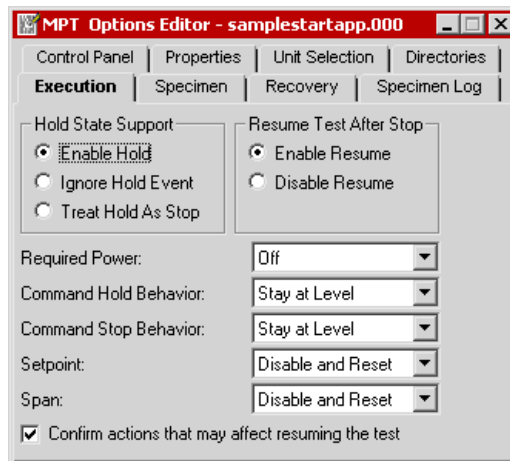 MPT Options Editor - samplestartapp.000
Control Panel Properties Unit Selection Directories
Execution Specimen Recovery Specimen Log
Hold State Support Resume Test After Stop
Enable Hold Enable Resume
Ignore Hold Event Disable Resume
Treat Hold As Stop
Required Power: Off
Command Hold Behavior: Stay at Level
Command Stop Behavior: Stay at Level
Setpoint: Disable and Reset
Span: Disable and Reset
Confirm actions that may affect resuming the test